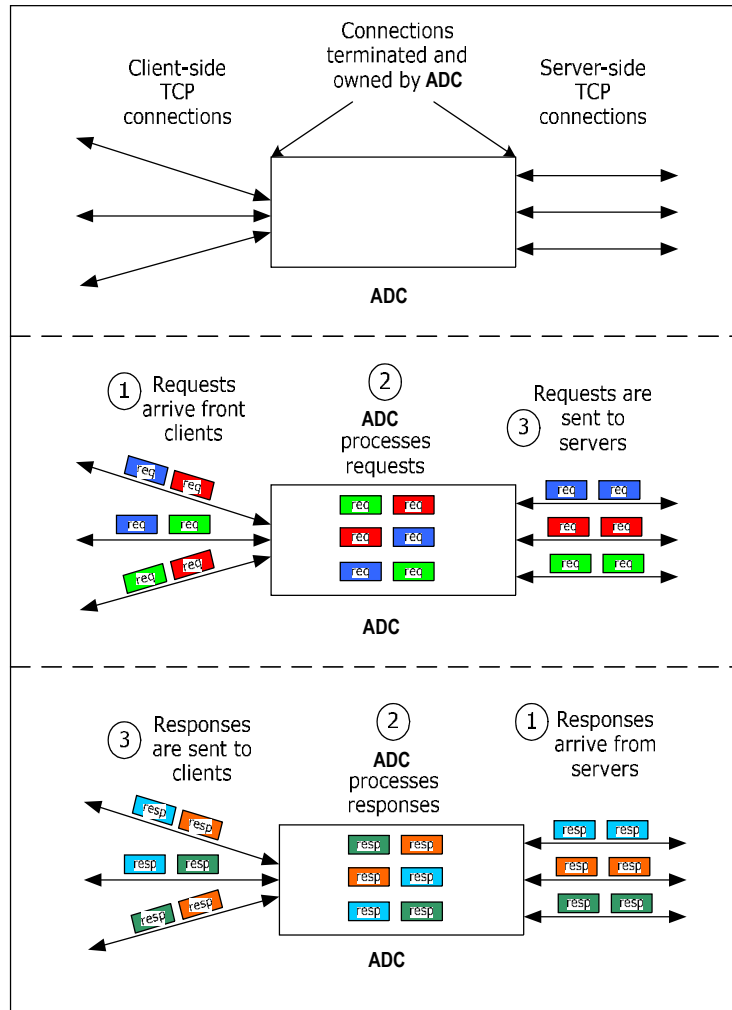 Connections
terminated and
owned by ADC
Client-side
TCP
connections
Server-side
TCP
connections
ADC
1 Requests
arrive front
clients
2
ADC
processes
requests
3 Requests are
sent to
servers
req req
req req
req req
req req
req req
req req
req req
req req
req req
ADC
3 Responses
are sent to
clients
2
ADC
processes
responses
1 Responses
arrive from
servers
resp resp
resp resp
resp resp
resp resp
resp resp
resp resp
resp resp
resp resp
resp resp
ADC